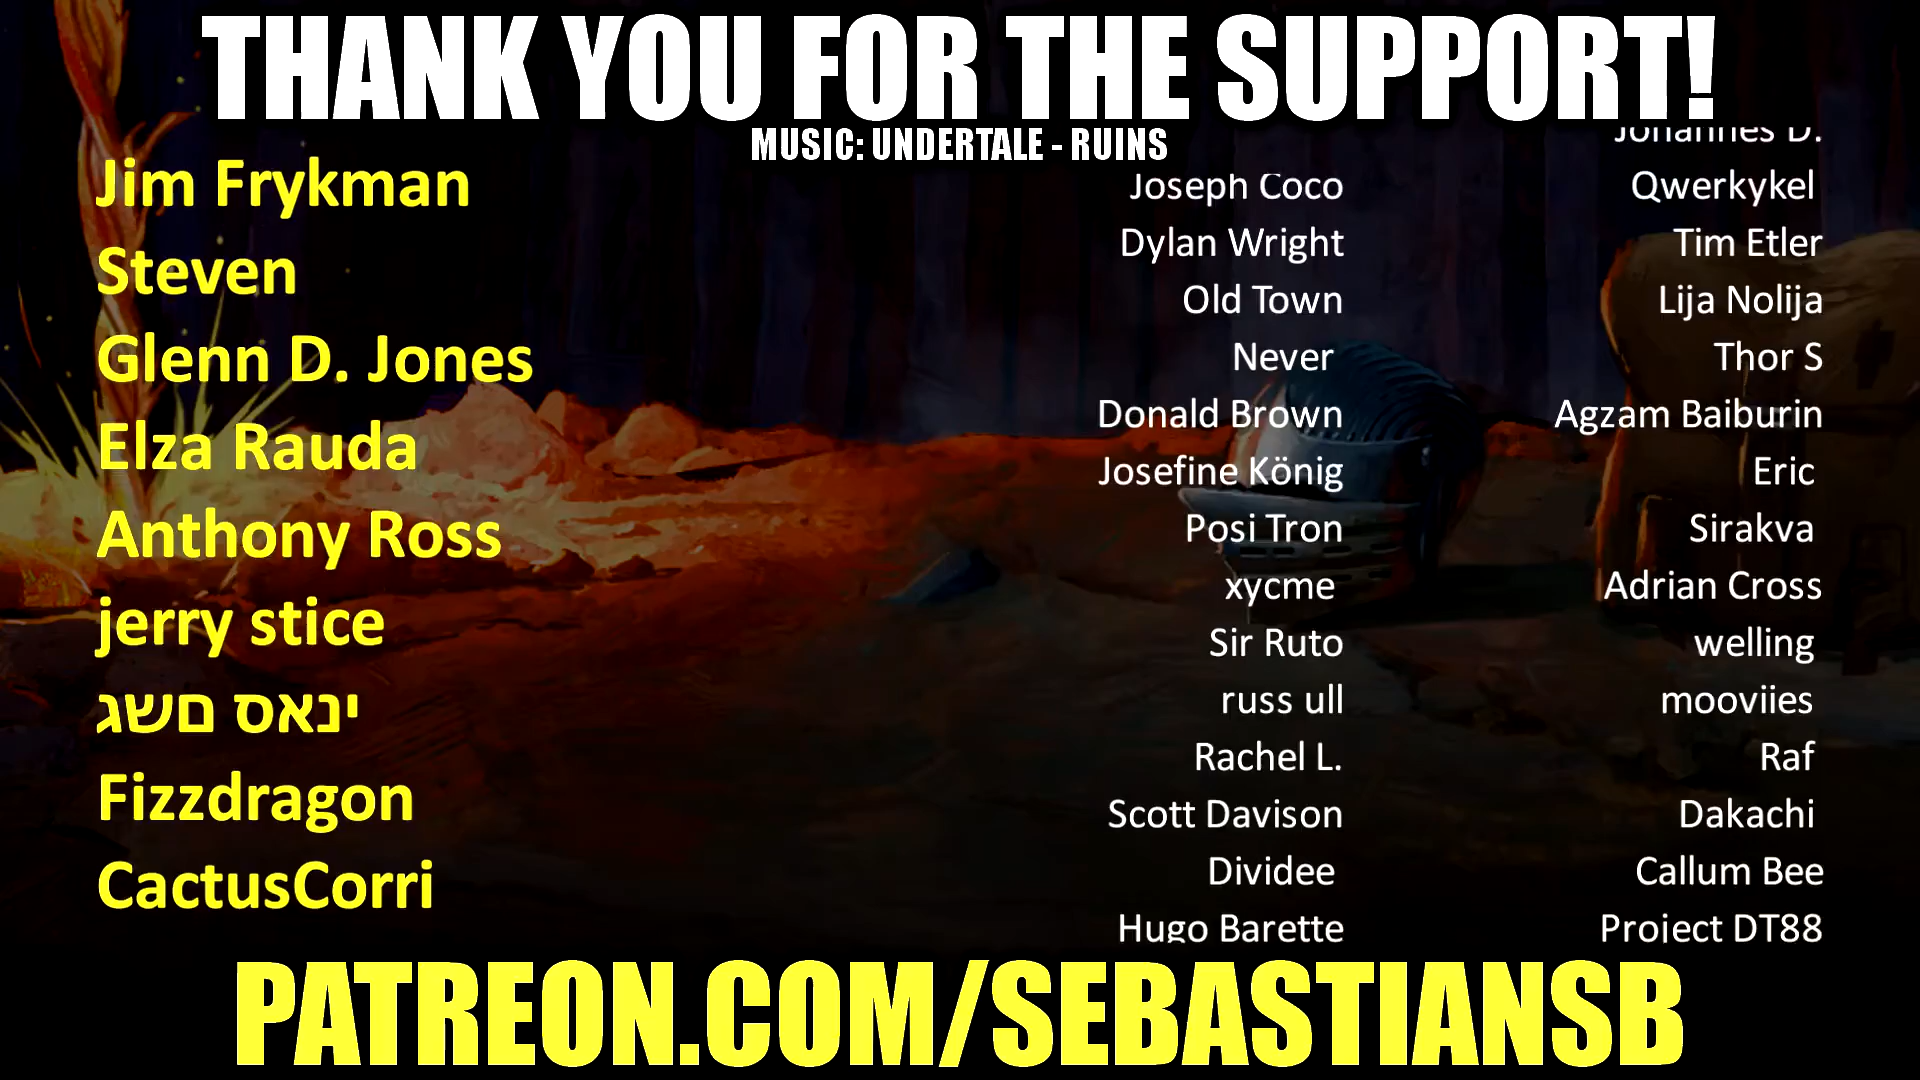 THANK YOU FOR THE SUPPORT!
MUSIC: UNDERTALE - RUINS
Jim Frykman
Steven
Glenn D. Jones
Elza Rauda
Anthony Ross
jerry stice
גשם סאני
Fizzdragon
CactusCorri
Joseph Coco
Dylan Wright
Old Town
Never
Donald Brown
Josefine König
Posi Tron
xycme
Sir Ruto
russ ull
Rachel L.
Scott Davison
Dividee
Hugo Barette
Johannes D.
Qwerkykel
Tim Etler
Lija Nolija
Thor S
Agzam Baiburin
Eric
Sirakva
Adrian Cross
welling
mooviies
Raf
Dakachi
Callum Bee
Project DT88
PATREON.COM/SEBASTIANSB